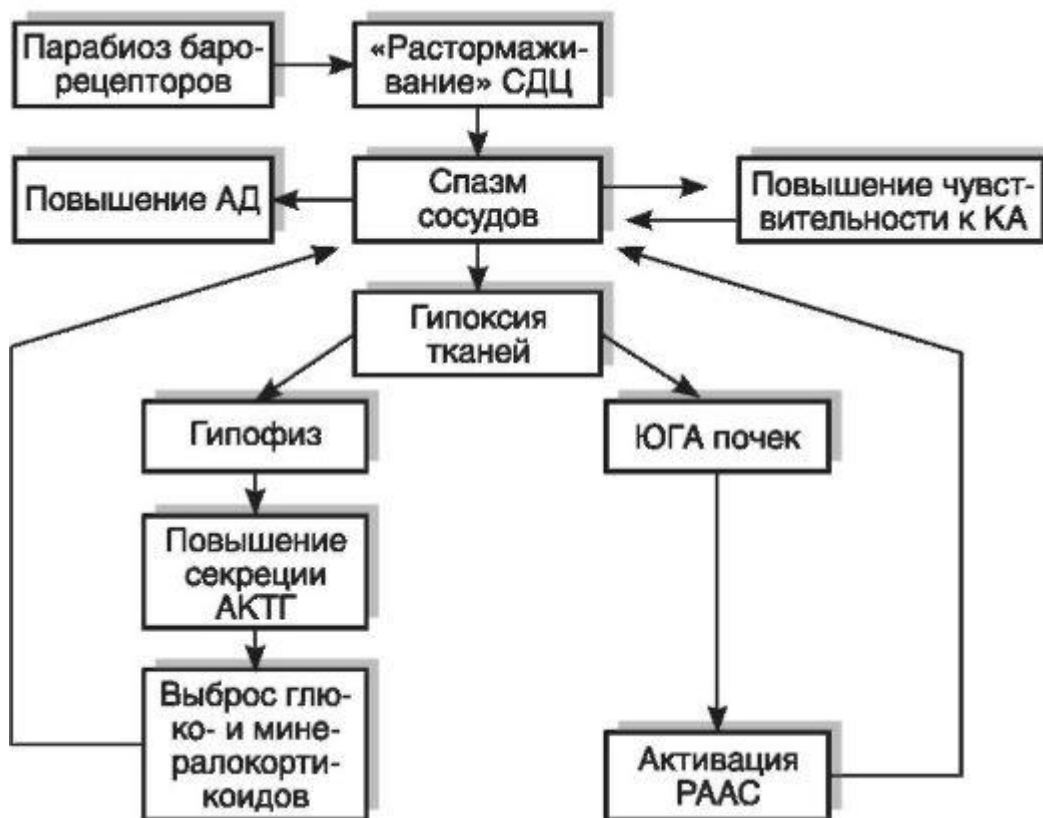 Парабиоз баро-
рецепторов
«Растормажи-
вание» СДЦ
Повышение АД
Спазм
сосудов
Повышение чувст-
вительности к КА
Гипоксия
тканей
Гипофиз
ЮГА почек
Повышение
секреции
АКТГ
Выброс глю-
ко- и мине-
ралокорти-
коидов
Активация
РААС